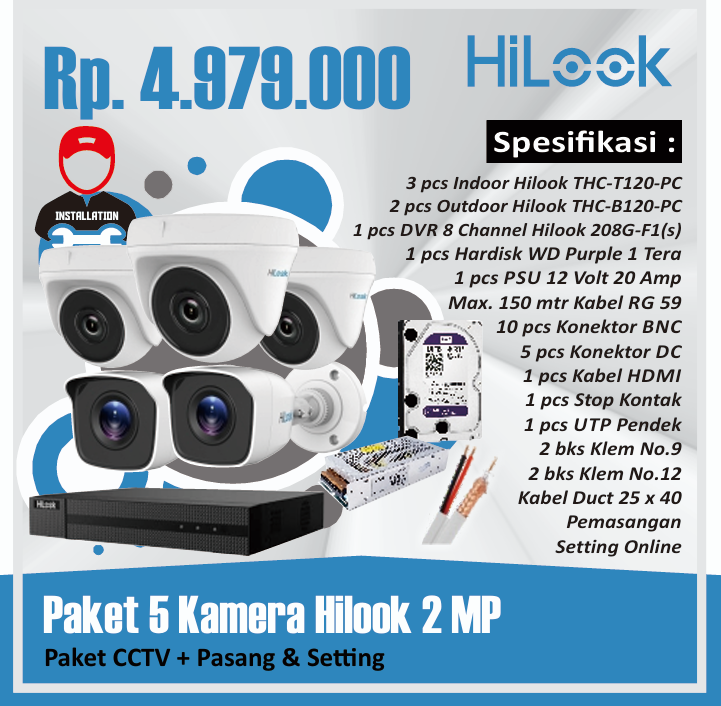 Rp. 4.979.000
HiLook
Spesifikasi :
INSTALLATION
3 pcs Indoor Hilook THC-T120-PC
2 pcs Outdoor Hilook THC-B120-PC
1 pcs DVR 8 Channel Hilook 208G-F1(s)
1 pcs Hardisk WD Purple 1 Tera
1 pcs PSU 12 Volt 20 Amp
Max. 150 mtr Kabel RG 59
10 pcs Konektor BNC
5 pcs Konektor DC
1 pcs Kabel HDMI
1 pcs Stop Kontak
1 pcs UTP Pendek
2 bks Klem No.9
2 bks Klem No.12
Kabel Duct 25 x 40
Pemasangan
Setting Online
HiLook
HiLook
HiLook
HiLook
Paket 5 Kamera Hilook 2 MP
Paket CCTV + Pasang & Setting